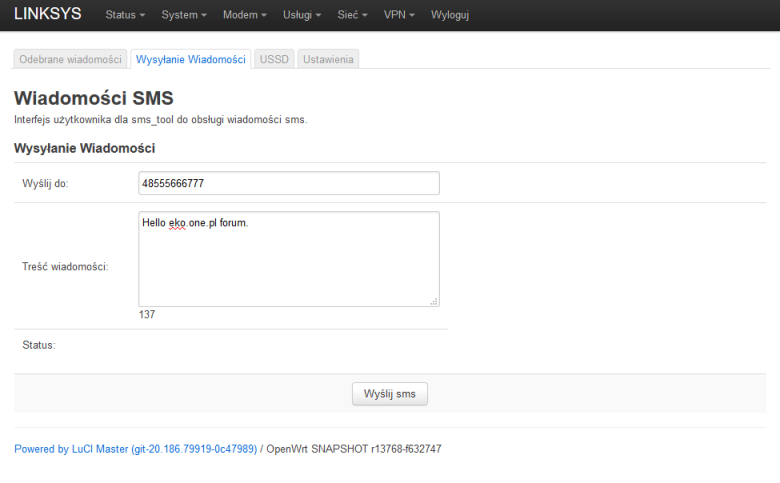 LINKSYS Status System Modem Usługi Sieć VPN Wyloguj
Odebrane wiadomości Wysyłanie Wiadomości USSD Ustawienia
Wiadomości SMS
Interfejs użytkownika dla sms_tool do obsługi wiadomości sms.
Wysyłanie Wiadomości
Wyślij do: 48555666777
Hello eko.one.pl forum.
Treść wiadomości:
137
Status:
Wyślij sms
Powered by LuCI Master (git-20.186.79919-0c47989) / OpenWrt SNAPSHOT r13768-f632747